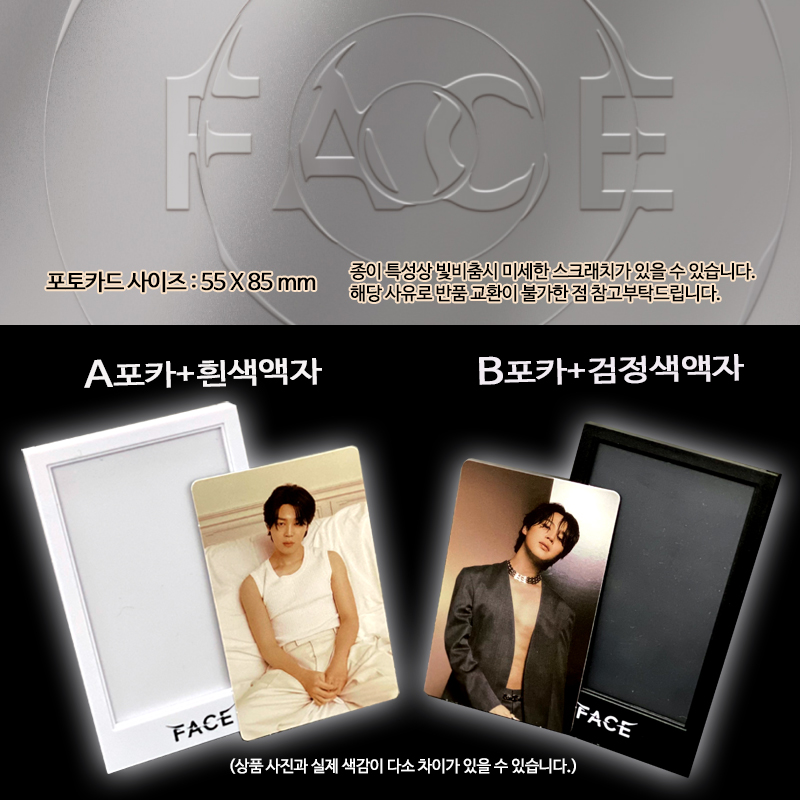 FACE
포토카드 사이즈 : 55 X 85 mm
종이 특성상 빛비춤시 미세한 스크래치가 있을 수 있습니다.
해당 사유로 반품 교환이 불가한 점 참고부탁드립니다.
A포카+흰색액자
B포카+검정색액자
FACE
FACE
(상품 사진과 실제 색감이 다소 차이가 있을 수 있습니다.)